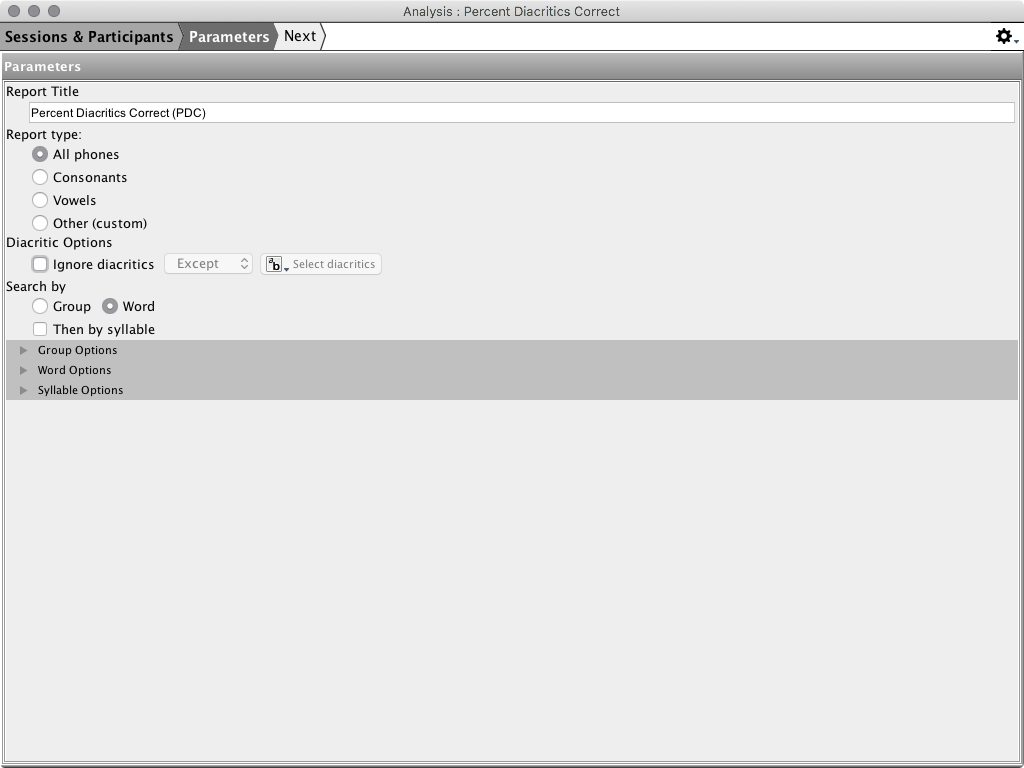 Analysis : Percent Diacritics Correct
Sessions & Participants Parameters Next
Parameters
Report Title
Percent Diacritics Correct (PDC)
Report type:
All phones
Consonants
Vowels
Other (custom)
Diacritic Options
Ignore diacritics Except ab Select diacritics
Search by
Group Word
Then by syllable
Group Options
Word Options
Syllable Options